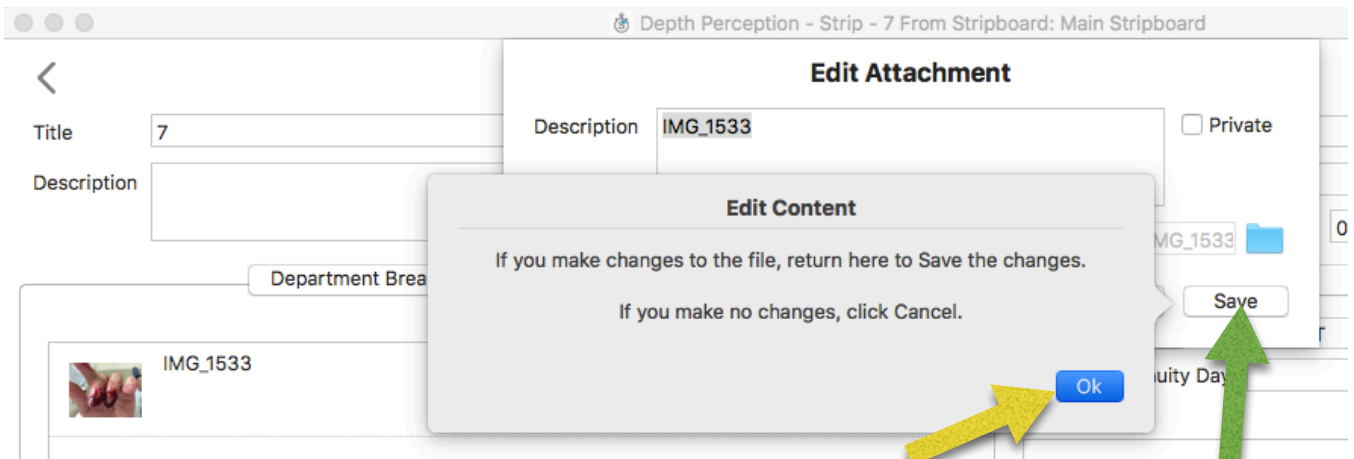 Depth Perception - Strip - 7 From Stripboard: Main Stripboard
Edit Attachment
Title 7
Description IMG_1533 Private
Description
Edit Content
If you make changes to the file, return here to Save the changes.
If you make no changes, click Cancel.
Ok
MG_1533
0
Save
T
Department Brea
IMG_1533
uity Day